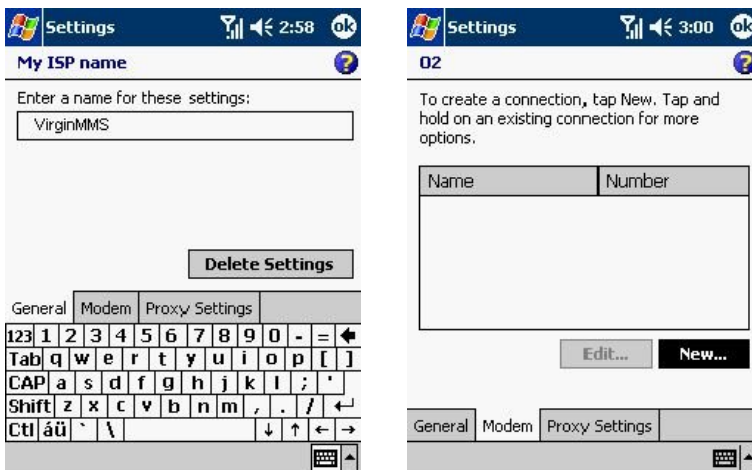 Settings 2:58 ok
My ISP name
Enter a name for these settings:
VirginMMS
Delete Settings
General Modem Proxy Settings
123 1 2 3 4 5 6 7 8 9 0 - =
Tab q w e r t y u i o p [ ]
CAP a s d f g h j k l ; '
Shift z x c v b n m , . /
Ctl áü ` \
Settings 3:00 ok
O2
To create a connection, tap New. Tap and
hold on an existing connection for more
options.
Name Number
Edit... New...
General Modem Proxy Settings